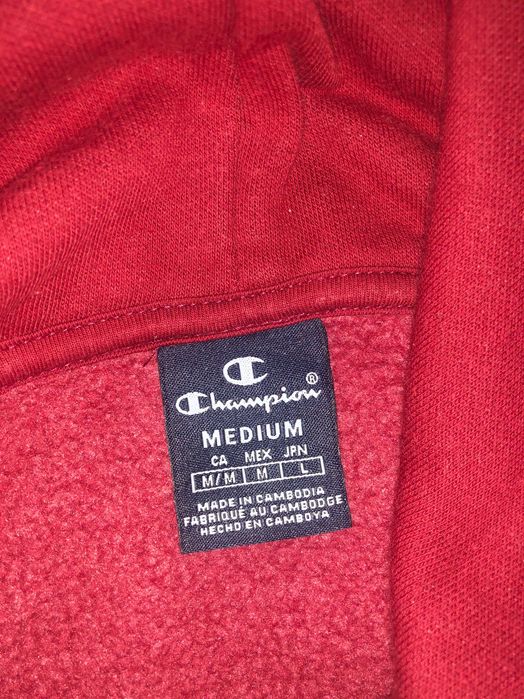 Champion®
MEDIUM
CA MEX JPN
M/M M L
MADE IN CAMBODIA
FABRIQUÉ AU CAMBODGE
HECHO EN CAMBOYA